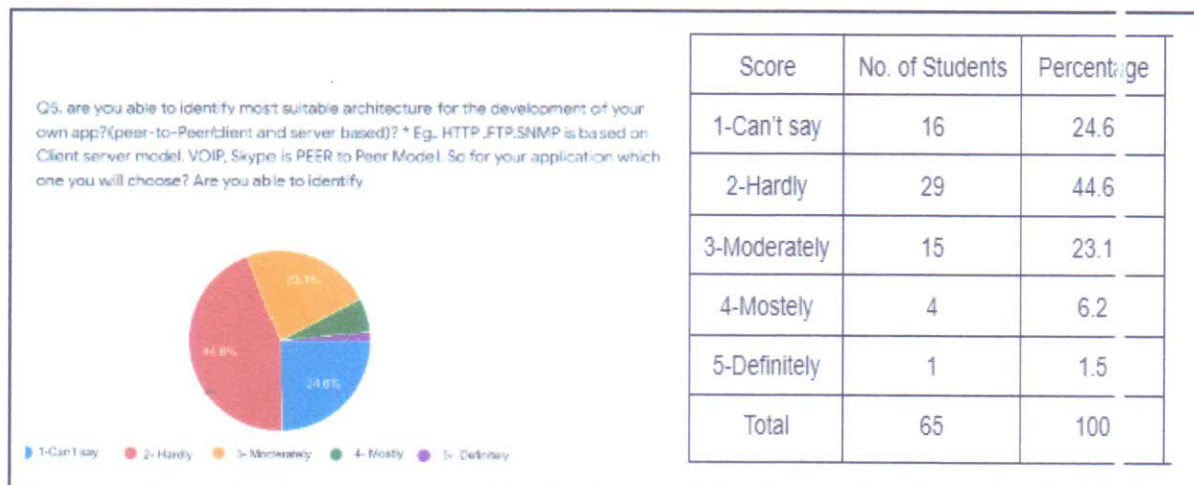 Q5. are you able to identify most suitable architecture for the development of your
own app?(peer-to-Peer/client and server based)? * Eg.. HTTP ,FTP,SNMP is based on
Client server model. VOIP, Skype is PEER to Peer Model. So for your application which
one you will choose? Are you able to identify
23.1%
44.6%
24.6%
1-Can't say 2- Hardly 3- Moderately 4- Mostly 5- Definitely
Score No. of Students Percentage
1-Can't say 16 24.6
2-Hardly 29 44.6
3-Moderately 15 23.1
4-Mostely 4 6.2
5-Definitely 1 1.5
Total 65 100